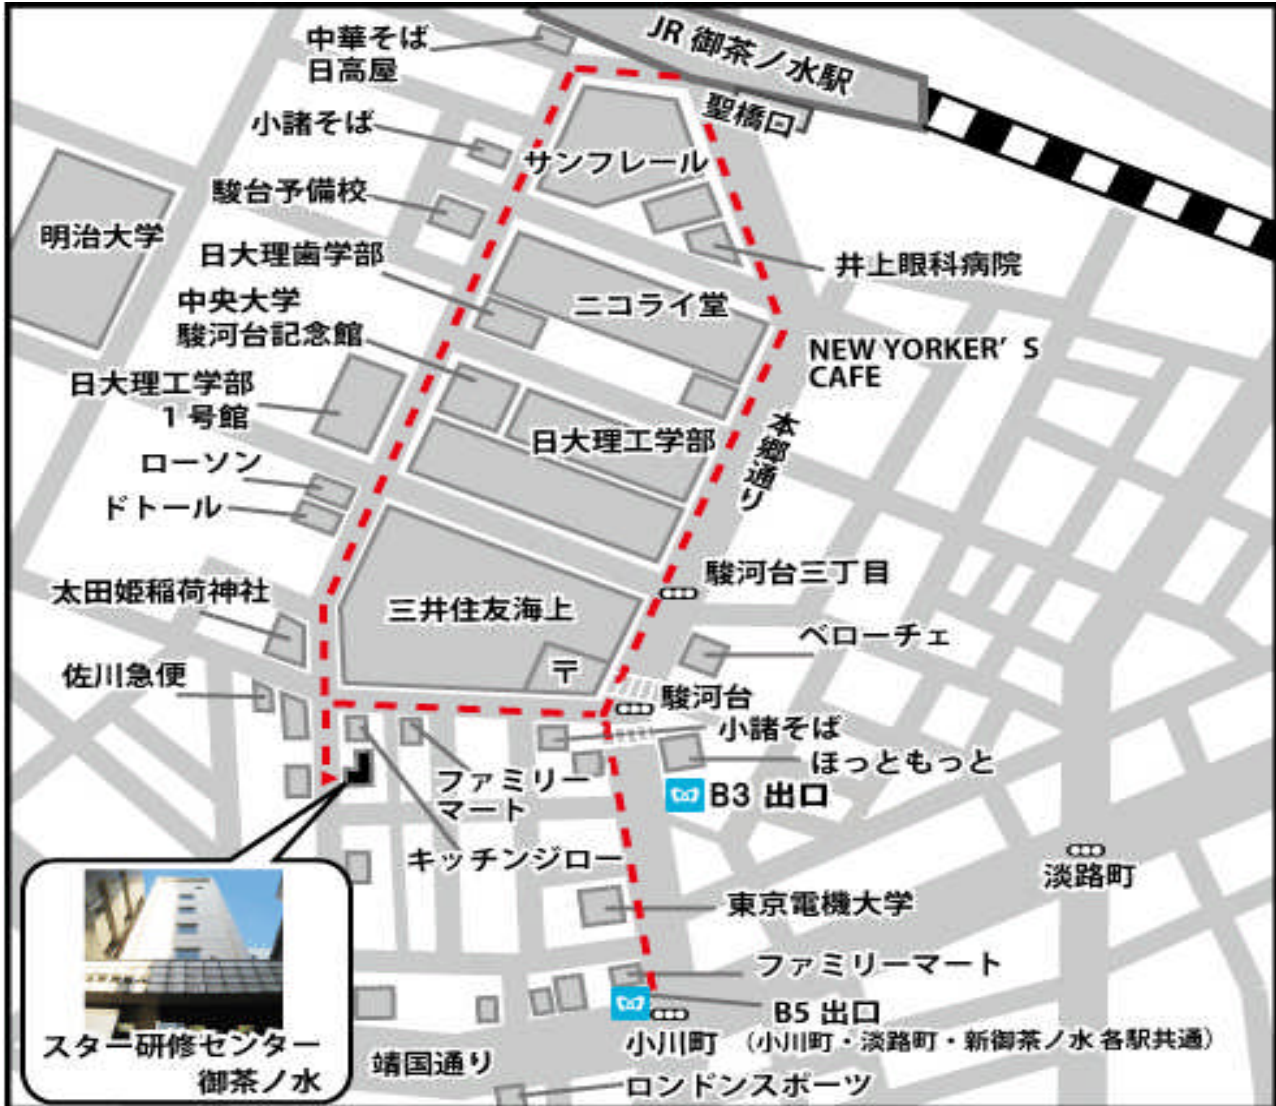 JR 御茶ノ水駅
中華そば
日高屋
聖橋口
小諸そば
サンフレール
駿台予備校
明治大学
日大理歯学部
井上眼科病院
中央大学
駿河台記念館
ニコライ堂
NEW YORKER'S
CAFE
日大理工学部
1号館
日大理工学部
本郷通り
ローソン
ドトール
駿河台三丁目
太田姫稲荷神社
三井住友海上
ベローチェ
〒
佐川急便
駿河台
小諸そば
ほっともっと
ファミリー
マート
B3 出口
キッチンジロー
淡路町
東京電機大学
ファミリーマート
B5 出口
小川町 (小川町・淡路町・新御茶ノ水 各駅共通)
スター研修センター
御茶ノ水
靖国通り
ロンドンスポーツ